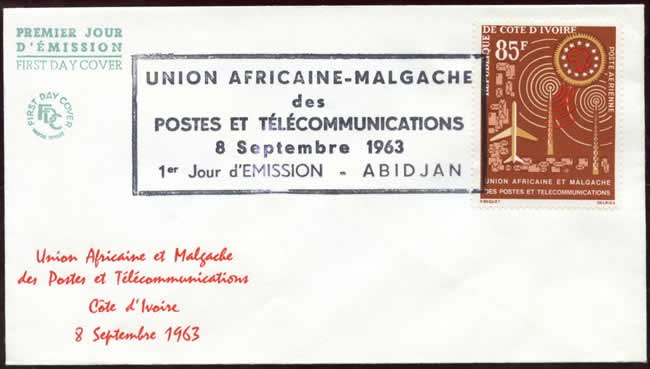 PREMIER JOUR
D'ÉMISSION
FIRST DAY COVER
FIRST DAY COVER
FDC
UNION AFRICAINE-MALGACHE
des
POSTES ET TÉLÉCOMMUNICATIONS
8 Septembre 1963
1er Jour d'EMISSION - ABIDJAN
REPUBLIQUE DE CÔTE D'IVOIRE
85F
POSTE AERIENNE
UNION AFRICAINE ET MALGACHE
DES POSTES ET TELECOMMUNICATIONS
Union Africaine et Malgache
des Postes et Télécommunications
Côte d'Ivoire
8 Septembre 1963